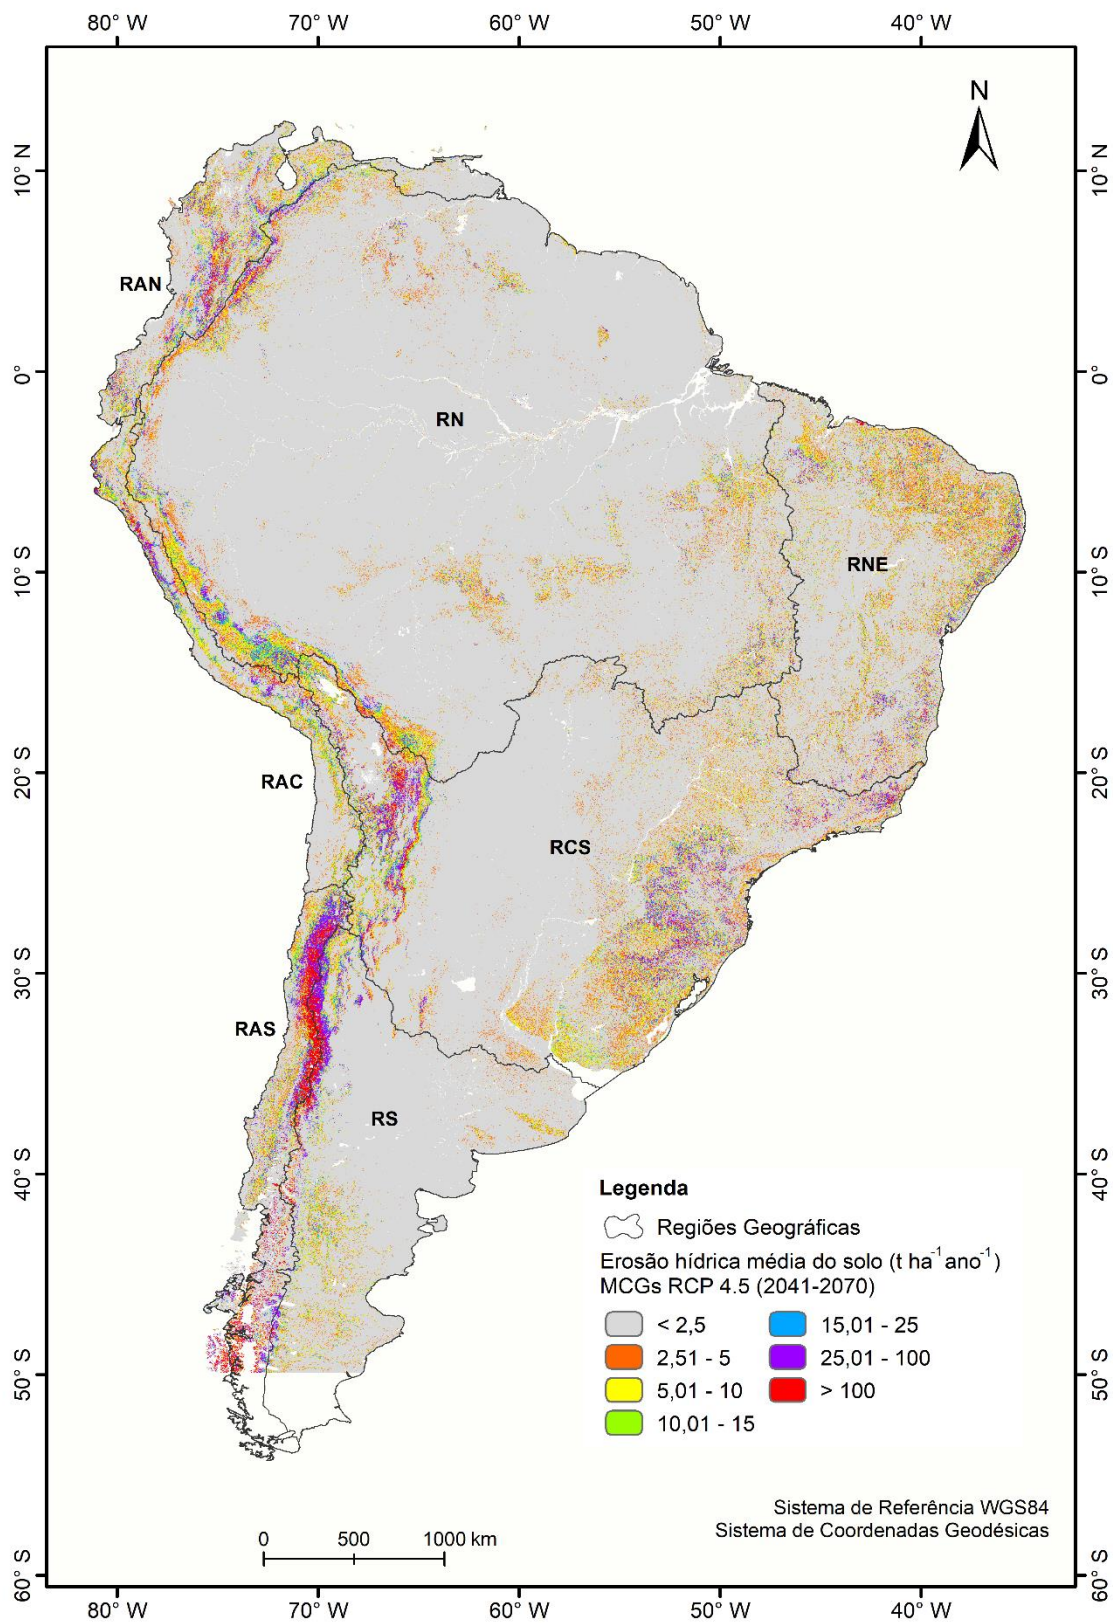 80° W 70° W 60° W 50° W 40° W
N
10° N 10° N
RAN
0° 0°
RN
RNE
10° S 10° S
20° S 20° S
RAC
RCS
30° S 30° S
RAS
RS
40° S 40° S
Legenda
Regiões Geográficas
Erosão hídrica média do solo (t ha⁻¹ ano⁻¹)
MCGs RCP 4.5 (2041-2070)
< 2,5 15,01 - 25
2,51 - 5 25,01 - 100
50° S 50° S
5,01 - 10 > 100
10,01 - 15
Sistema de Referência WGS84
Sistema de Coordenadas Geodésicas
0 500 1000 km
60° S 60° S
80° W 70° W 60° W 50° W 40° W